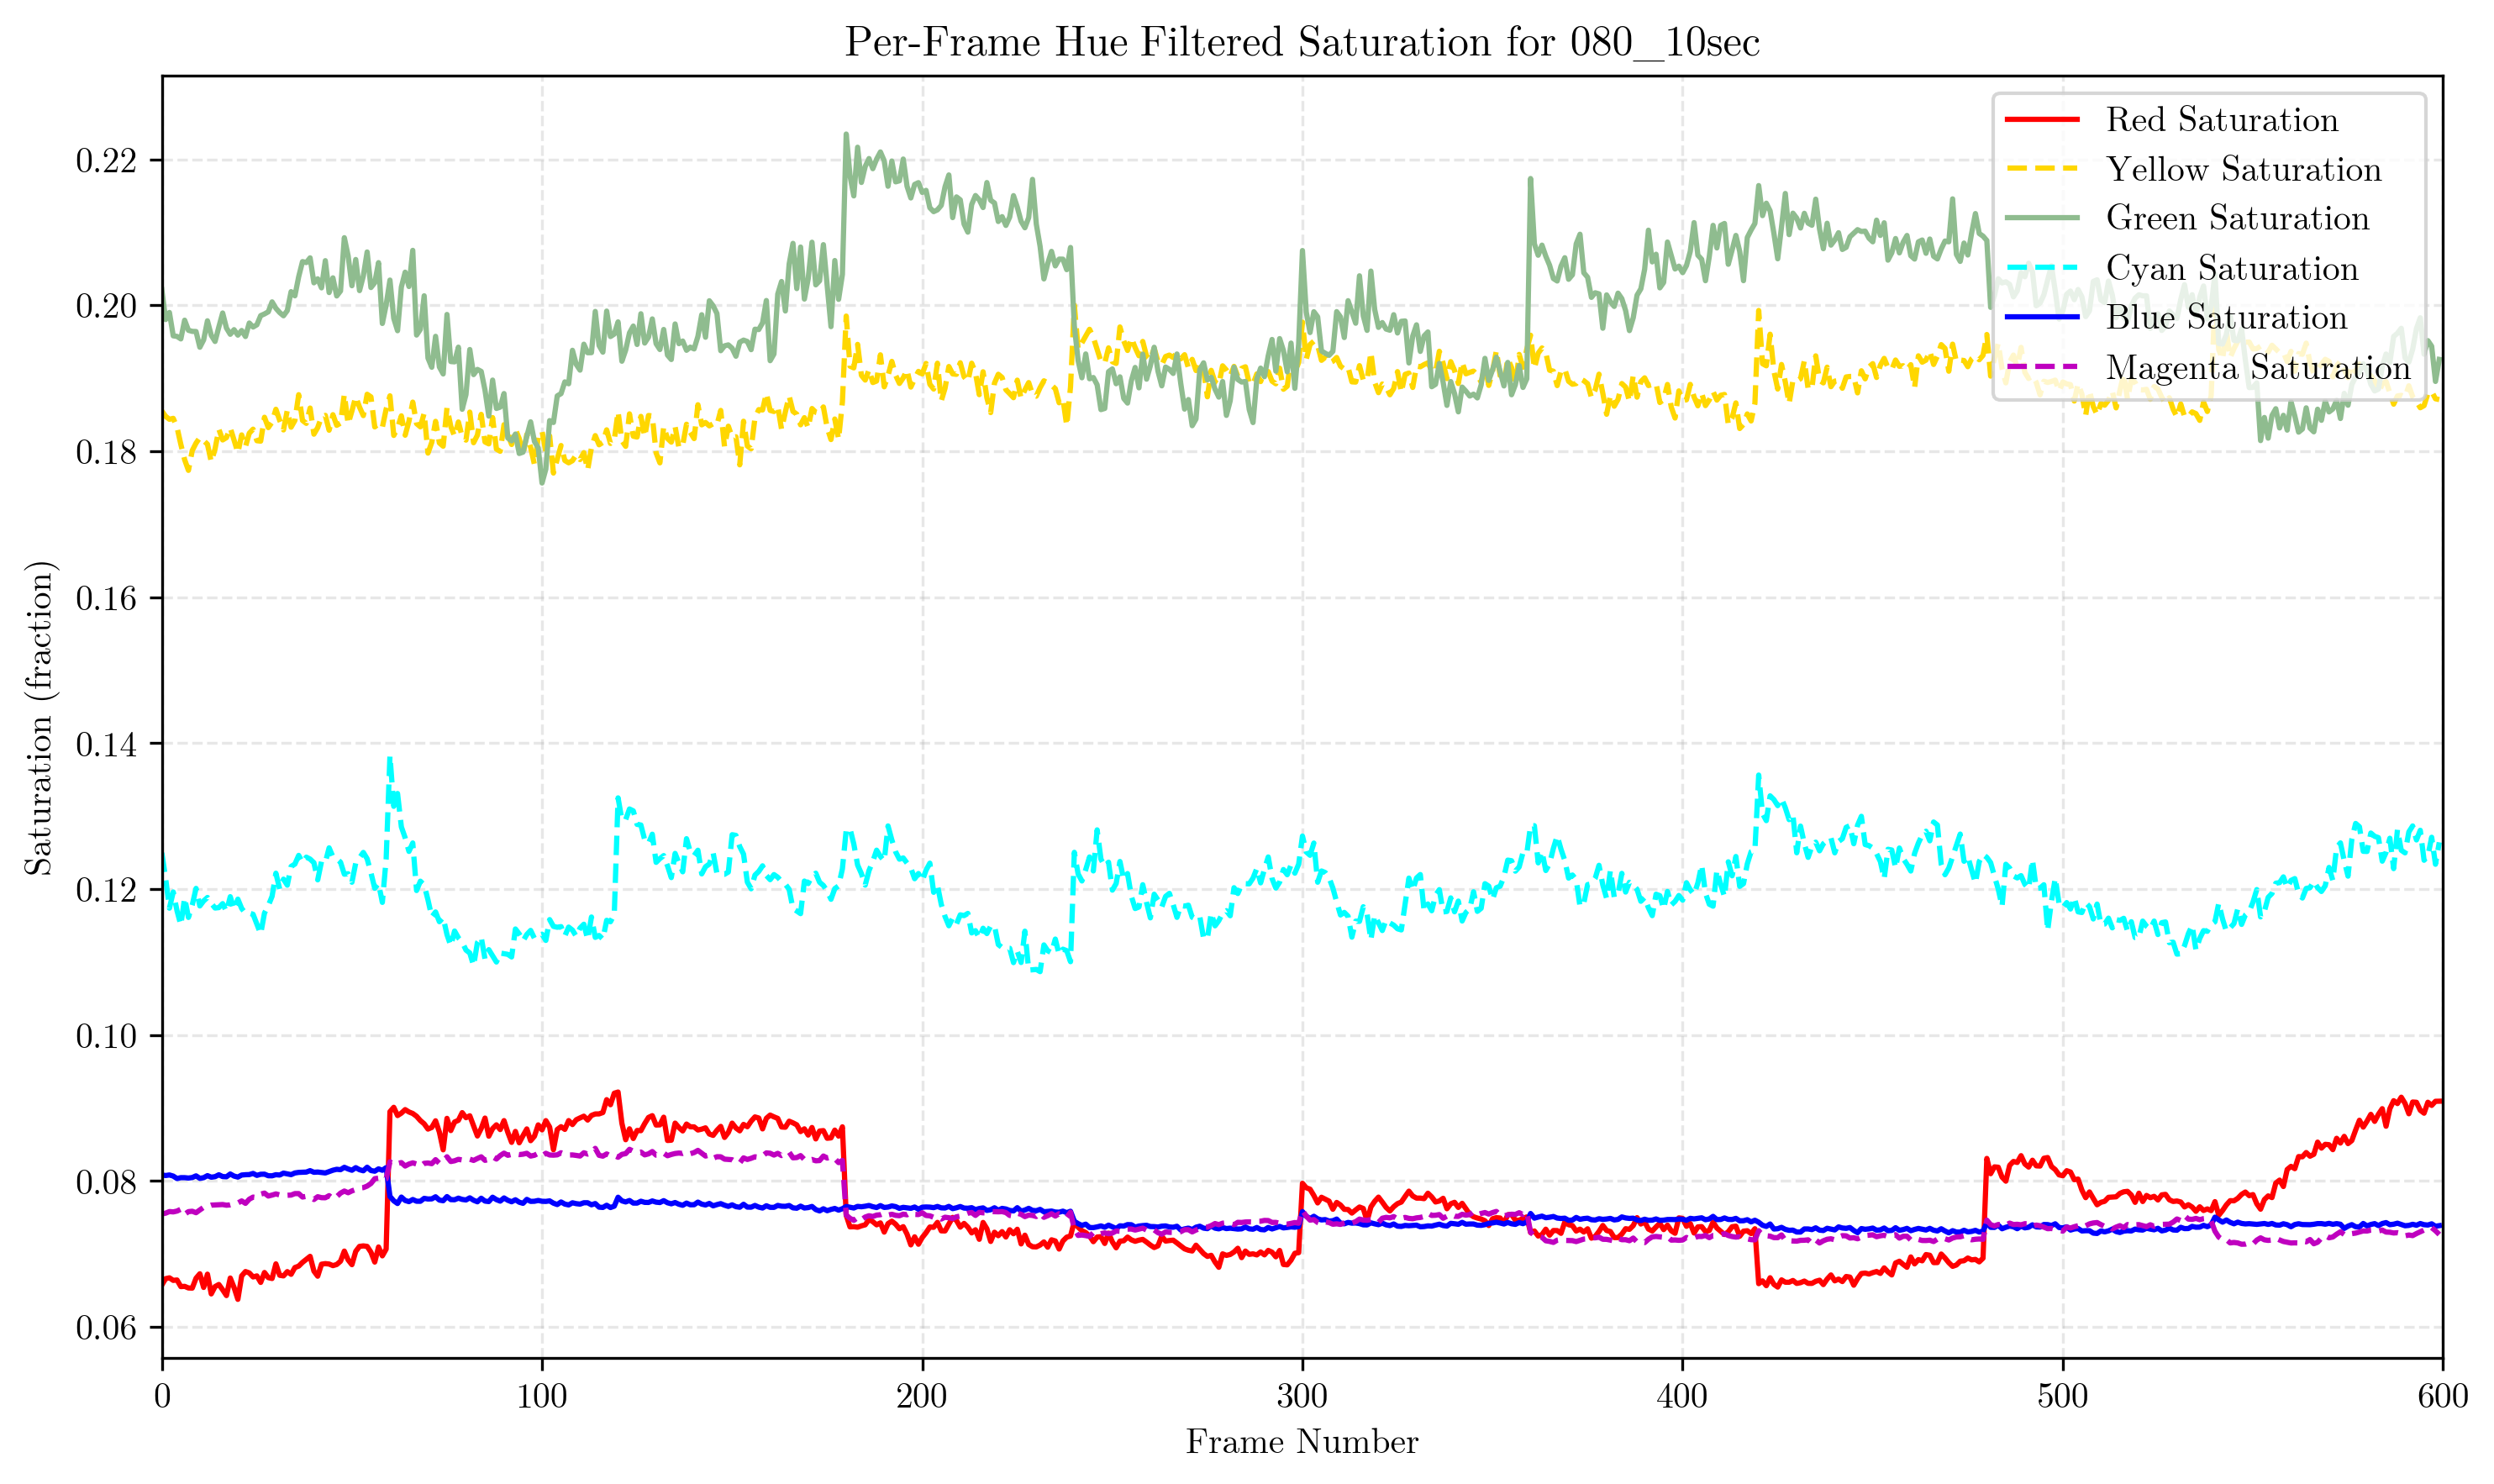 Per-Frame Hue Filtered Saturation for 080_10sec
Red Saturation
Yellow Saturation
Green Saturation
Cyan Saturation
Blue Saturation
Magenta Saturation
Saturation (fraction)
0.22
0.20
0.18
0.16
0.14
0.12
0.10
0.08
0.06
0 100 200 300 400 500 600
Frame Number